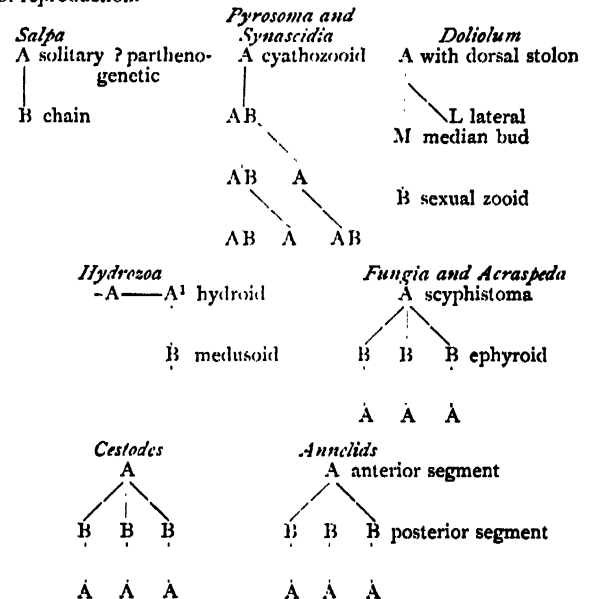 reproduction.
Pyrosoma and
Salpa Synascidia Doliolum
A solitary ? partheno- A cyathozooid A with dorsal stolon
genetic
B chain AB L lateral
M median bud
AB A
B sexual zooid
AB A AB
Hydrozoa Fungia and Acraspeda
-A—A¹ hydroid A scyphistoma
B medusoid B B B ephyroid
A A A
Cestodes Annelids
A A anterior segment
B B B B B B posterior segment
A A A A A A